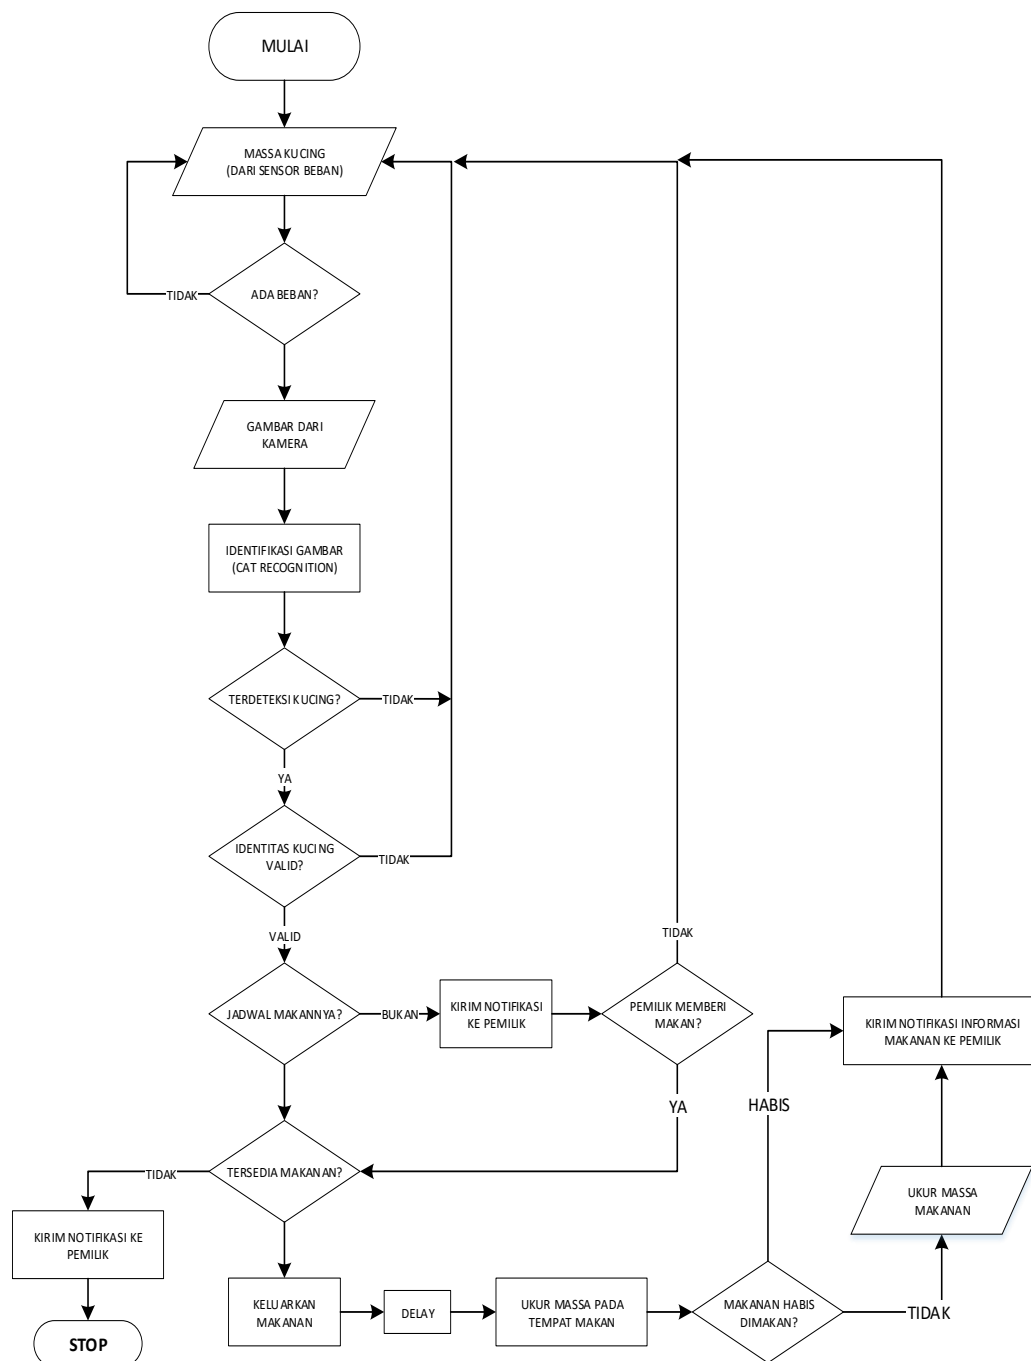 MULAI
MASSA KUCING
(DARI SENSOR BEBAN)
ADA BEBAN?
TIDAK
GAMBAR DARI
KAMERA
IDENTIFIKASI GAMBAR
(CAT RECOGNITION)
TERDETEKSI KUCING?
TIDAK
YA
IDENTITAS KUCING
VALID?
TIDAK
VALID
JADWAL MAKANNYA?
BUKAN
KIRIM NOTIFIKASI
KE PEMILIK
PEMILIK MEMBERI
MAKAN?
TIDAK
YA
TERSEDIA MAKANAN?
TIDAK
KIRIM NOTIFIKASI KE
PEMILIK
STOP
KELUARKAN
MAKANAN
DELAY
UKUR MASSA PADA
TEMPAT MAKAN
MAKANAN HABIS
DIMAKAN?
HABIS
TIDAK
UKUR MASSA
MAKANAN
KIRIM NOTIFIKASI INFORMASI
MAKANAN KE PEMILIK